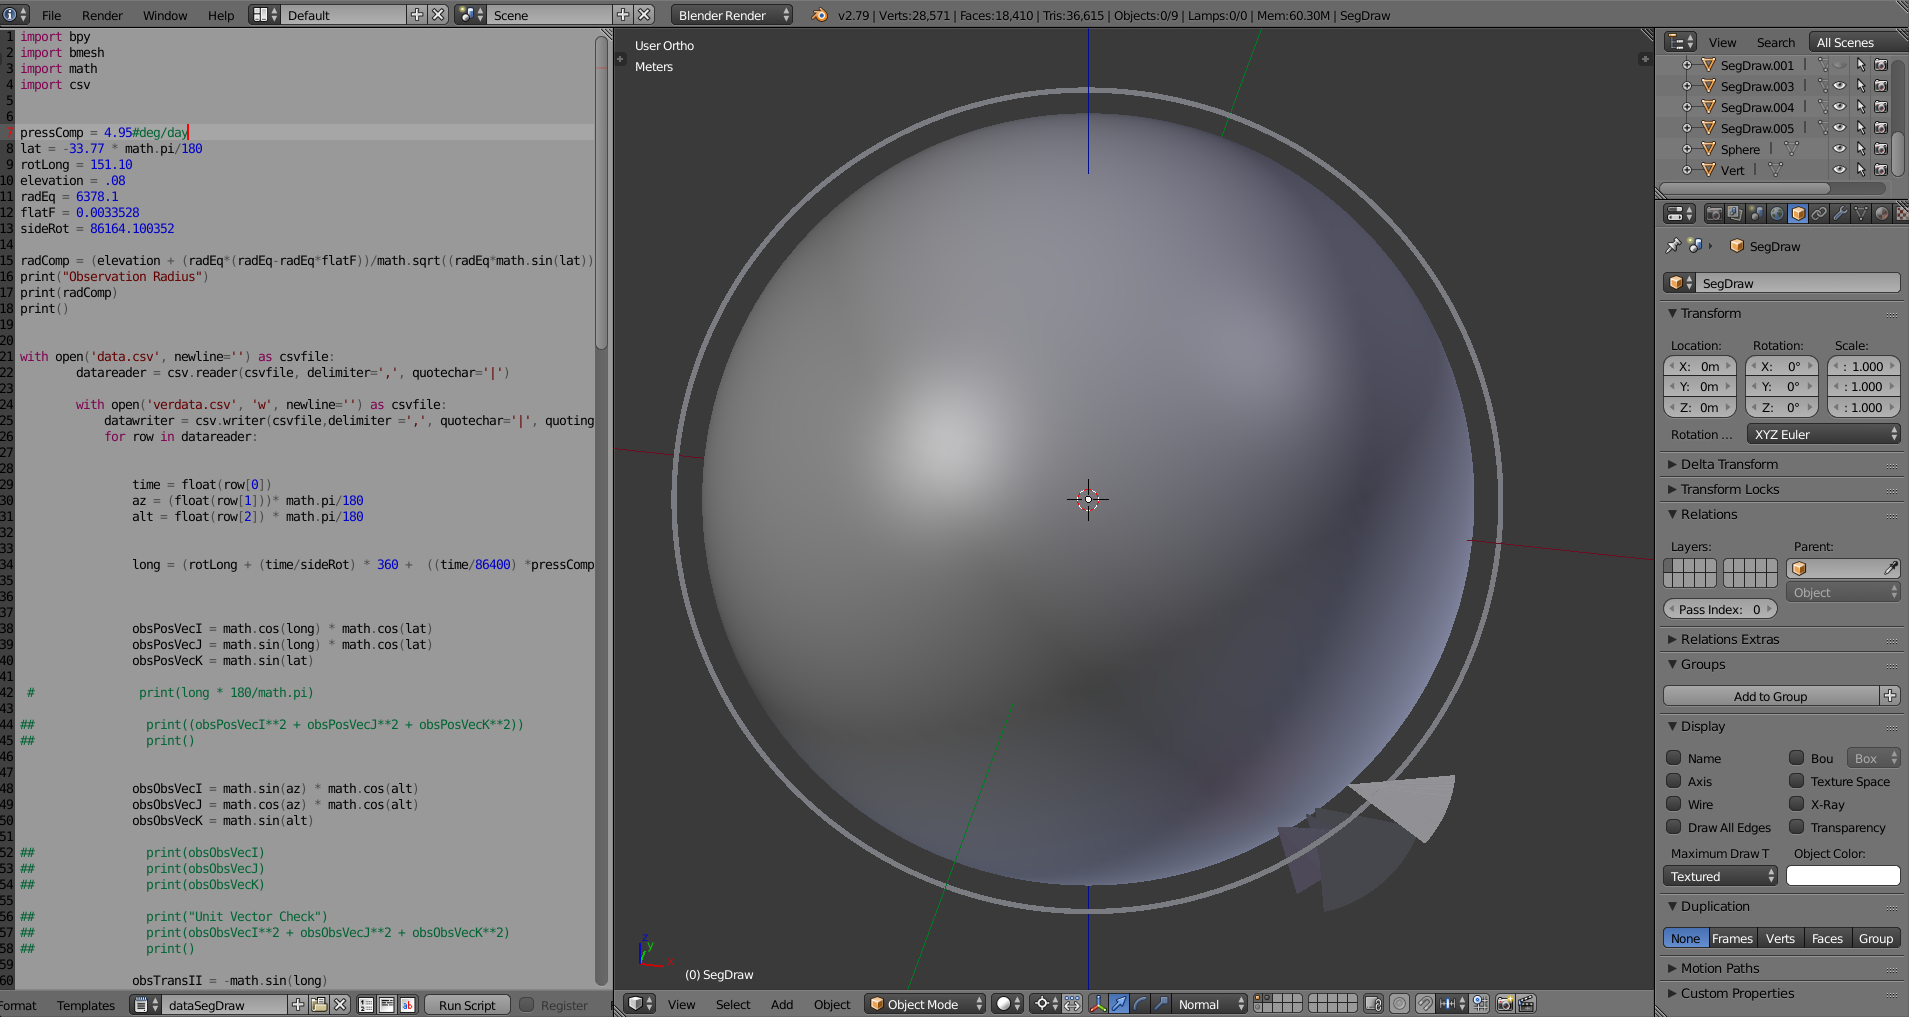 File Render Window Help Default Scene Blender Render v2.79 | Verts:28,571 | Faces:18,410 | Tris:36,615 | Objects:0/9 | Lamps:0/0 | Mem:60.30M | SegDraw
1 import bpy
2 import bmesh
3 import math
4 import csv
5
6
7 pressComp = 4.95#deg/day
8 lat = -33.77 * math.pi/180
9 rotLong = 151.10
10 elevation = .08
11 radEq = 6378.1
12 flatF = 0.0033528
13 sideRot = 86164.100352
14
15 radComp = (elevation + (radEq*(radEq-radEq*flatF))/math.sqrt((radEq*math.sin(lat))
16 print("Observation Radius")
17 print(radComp)
18 print()
19
20
21 with open('data.csv', newline='') as csvfile:
22 datareader = csv.reader(csvfile, delimiter=',', quotechar='|')
23
24 with open('verdata.csv', 'w', newline='') as csvfile:
25 datawriter = csv.writer(csvfile,delimiter =',', quotechar='|', quoting
26 for row in datareader:
27
28
29 time = float(row[0])
30 az = (float(row[1]))* math.pi/180
31 alt = float(row[2]) * math.pi/180
32
33
34 long = (rotLong + (time/sideRot) * 360 + ((time/86400) *pressComp
35
36
37
38 obsPosVecI = math.cos(long) * math.cos(lat)
39 obsPosVecJ = math.sin(long) * math.cos(lat)
40 obsPosVecK = math.sin(lat)
41
42 # print(long * 180/math.pi)
43
44 ## print((obsPosVecI**2 + obsPosVecJ**2 + obsPosVecK**2))
45 ## print()
46
47
48 obsObsVecI = math.sin(az) * math.cos(alt)
49 obsObsVecJ = math.cos(az) * math.cos(alt)
50 obsObsVecK = math.sin(alt)
51
52 ## print(obsObsVecI)
53 ## print(obsObsVecJ)
54 ## print(obsObsVecK)
55
56 ## print("Unit Vector Check")
57 ## print(obsObsVecI**2 + obsObsVecJ**2 + obsObsVecK**2)
58 ## print()
59
60 obsTransII = -math.sin(long)
ormat Templates dataSegDraw Run Script Register
User Ortho
Meters
z
y
x
(0) SegDraw
View Select Add Object Object Mode Normal
View Search All Scenes
SegDraw.001
SegDraw.003
SegDraw.004
SegDraw.005
Sphere
Vert
SegDraw
SegDraw
Transform
Location: Rotation: Scale:
X: 0m X: 0° : 1.000
Y: 0m Y: 0° : 1.000
Z: 0m Z: 0° : 1.000
Rotation ... XYZ Euler
Delta Transform
Transform Locks
Relations
Layers: Parent:
Object
Pass Index: 0
Relations Extras
Groups
Add to Group
Display
Name Bou Box
Axis Texture Space
Wire X-Ray
Draw All Edges Transparency
Maximum Draw T Object Color:
Textured
Duplication
None Frames Verts Faces Group
Motion Paths
Custom Properties